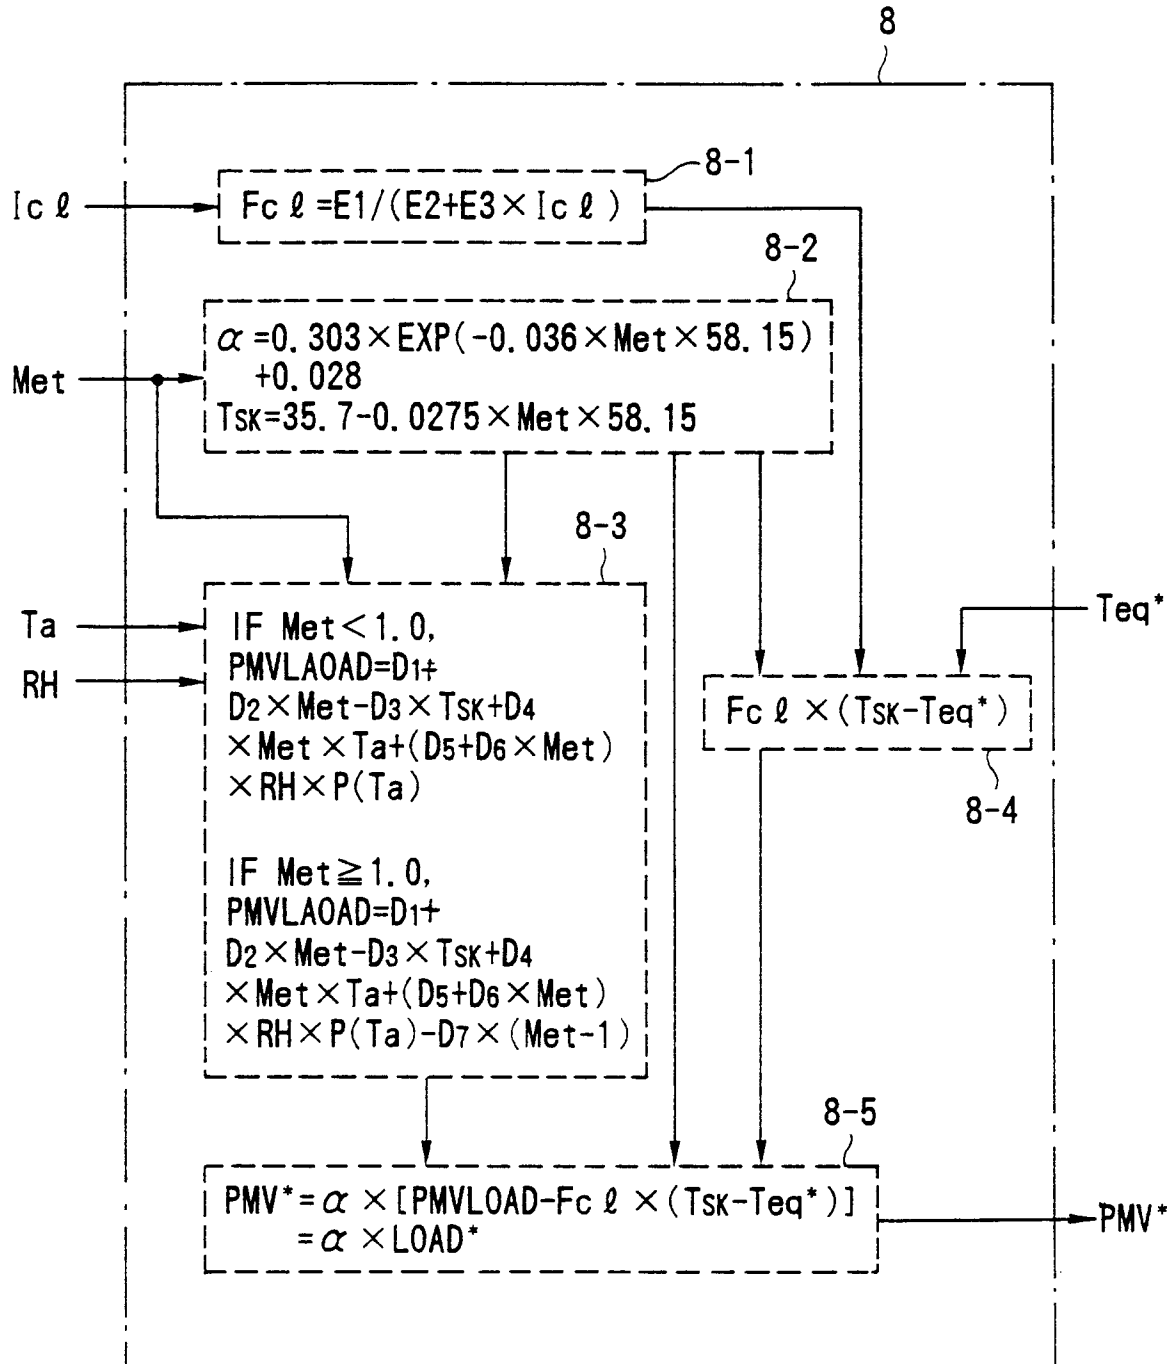 8
8-1
Icℓ
Fcℓ=E1/(E2+E3×Icℓ)
8-2
Met
α=0.303×EXP(-0.036×Met×58.15)
+0.028
TSK=35.7-0.0275×Met×58.15
8-3
Ta
RH
IF Met<1.0,
PMVLAOAD=D1+
D2×Met-D3×TSK+D4
×Met×Ta+(D5+D6×Met)
×RH×P(Ta)
IF Met≧1.0,
PMVLAOAD=D1+
D2×Met-D3×TSK+D4
×Met×Ta+(D5+D6×Met)
×RH×P(Ta)-D7×(Met-1)
Teq*
Fcℓ×(TSK-Teq*)
8-4
8-5
PMV*=α×[PMVLOAD-Fcℓ×(TSK-Teq*)]
=α×LOAD*
PMV*